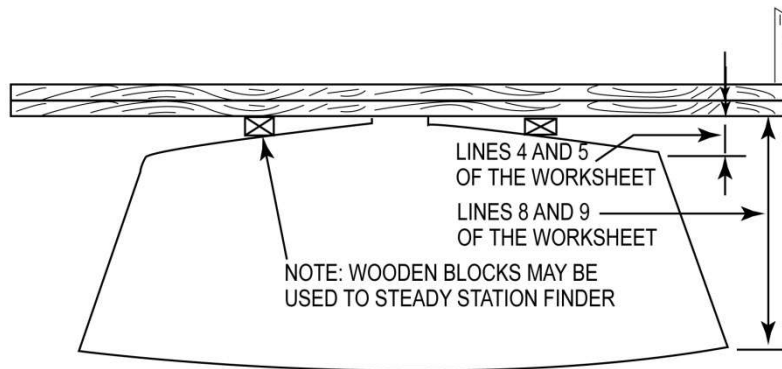 LINES 4 AND 5
OF THE WORKSHEET
LINES 8 AND 9
OF THE WORKSHEET
NOTE: WOODEN BLOCKS MAY BE
USED TO STEADY STATION FINDER